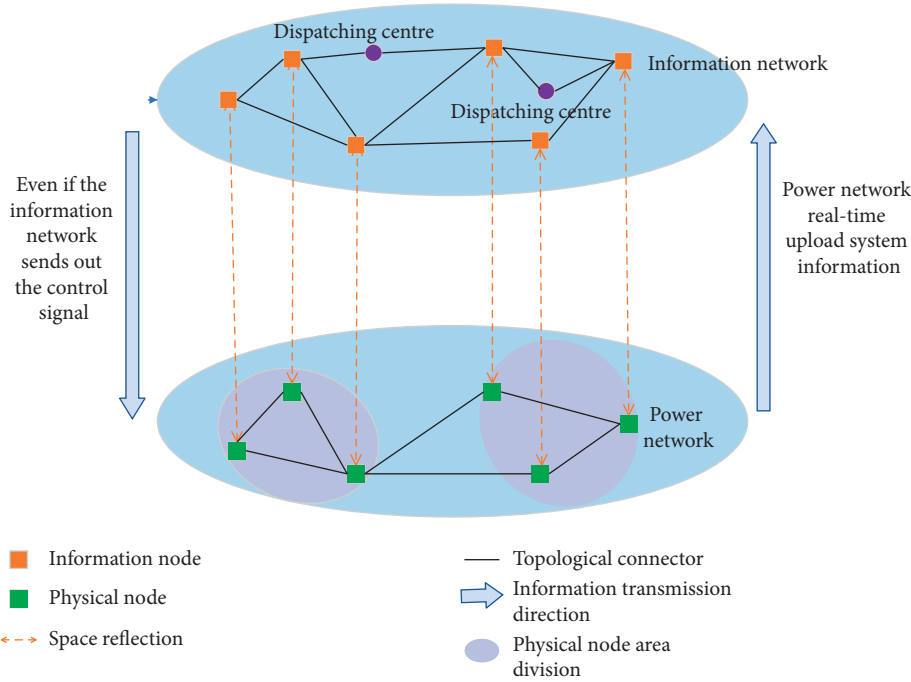 Dispatching centre
Information network
Dispatching centre
Even if the
information
network
sends out
the control
signal
Power network
real-time
upload system
information
Power
network
Information node
Physical node
Space reflection
Topological connector
Information transmission
direction
Physical node area
division